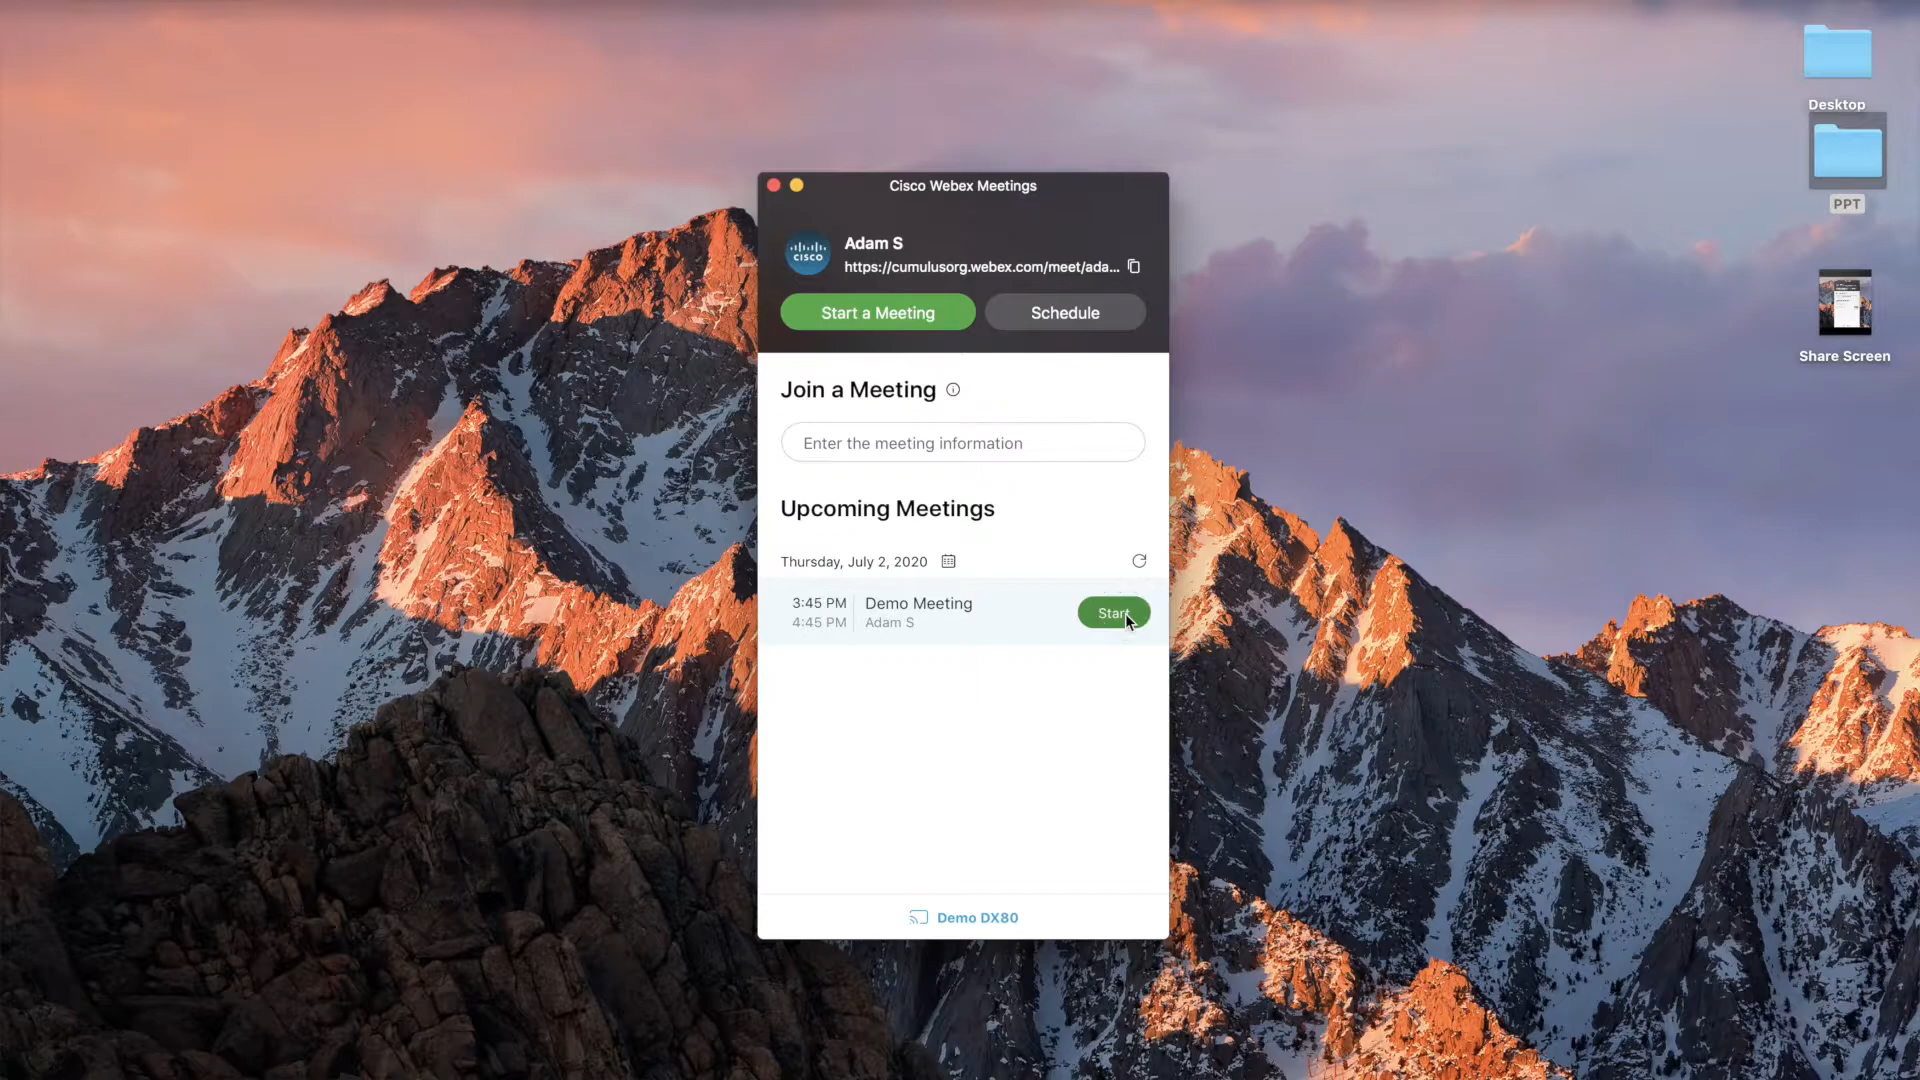 Desktop
PPT
Share Screen
Cisco Webex Meetings
CISCO
Adam S
https://cumulusorg.webex.com/meet/ada...
Start a Meeting
Schedule
Join a Meeting
Enter the meeting information
Upcoming Meetings
Thursday, July 2, 2020
3:45 PM Demo Meeting
4:45 PM Adam S
Start
Demo DX80